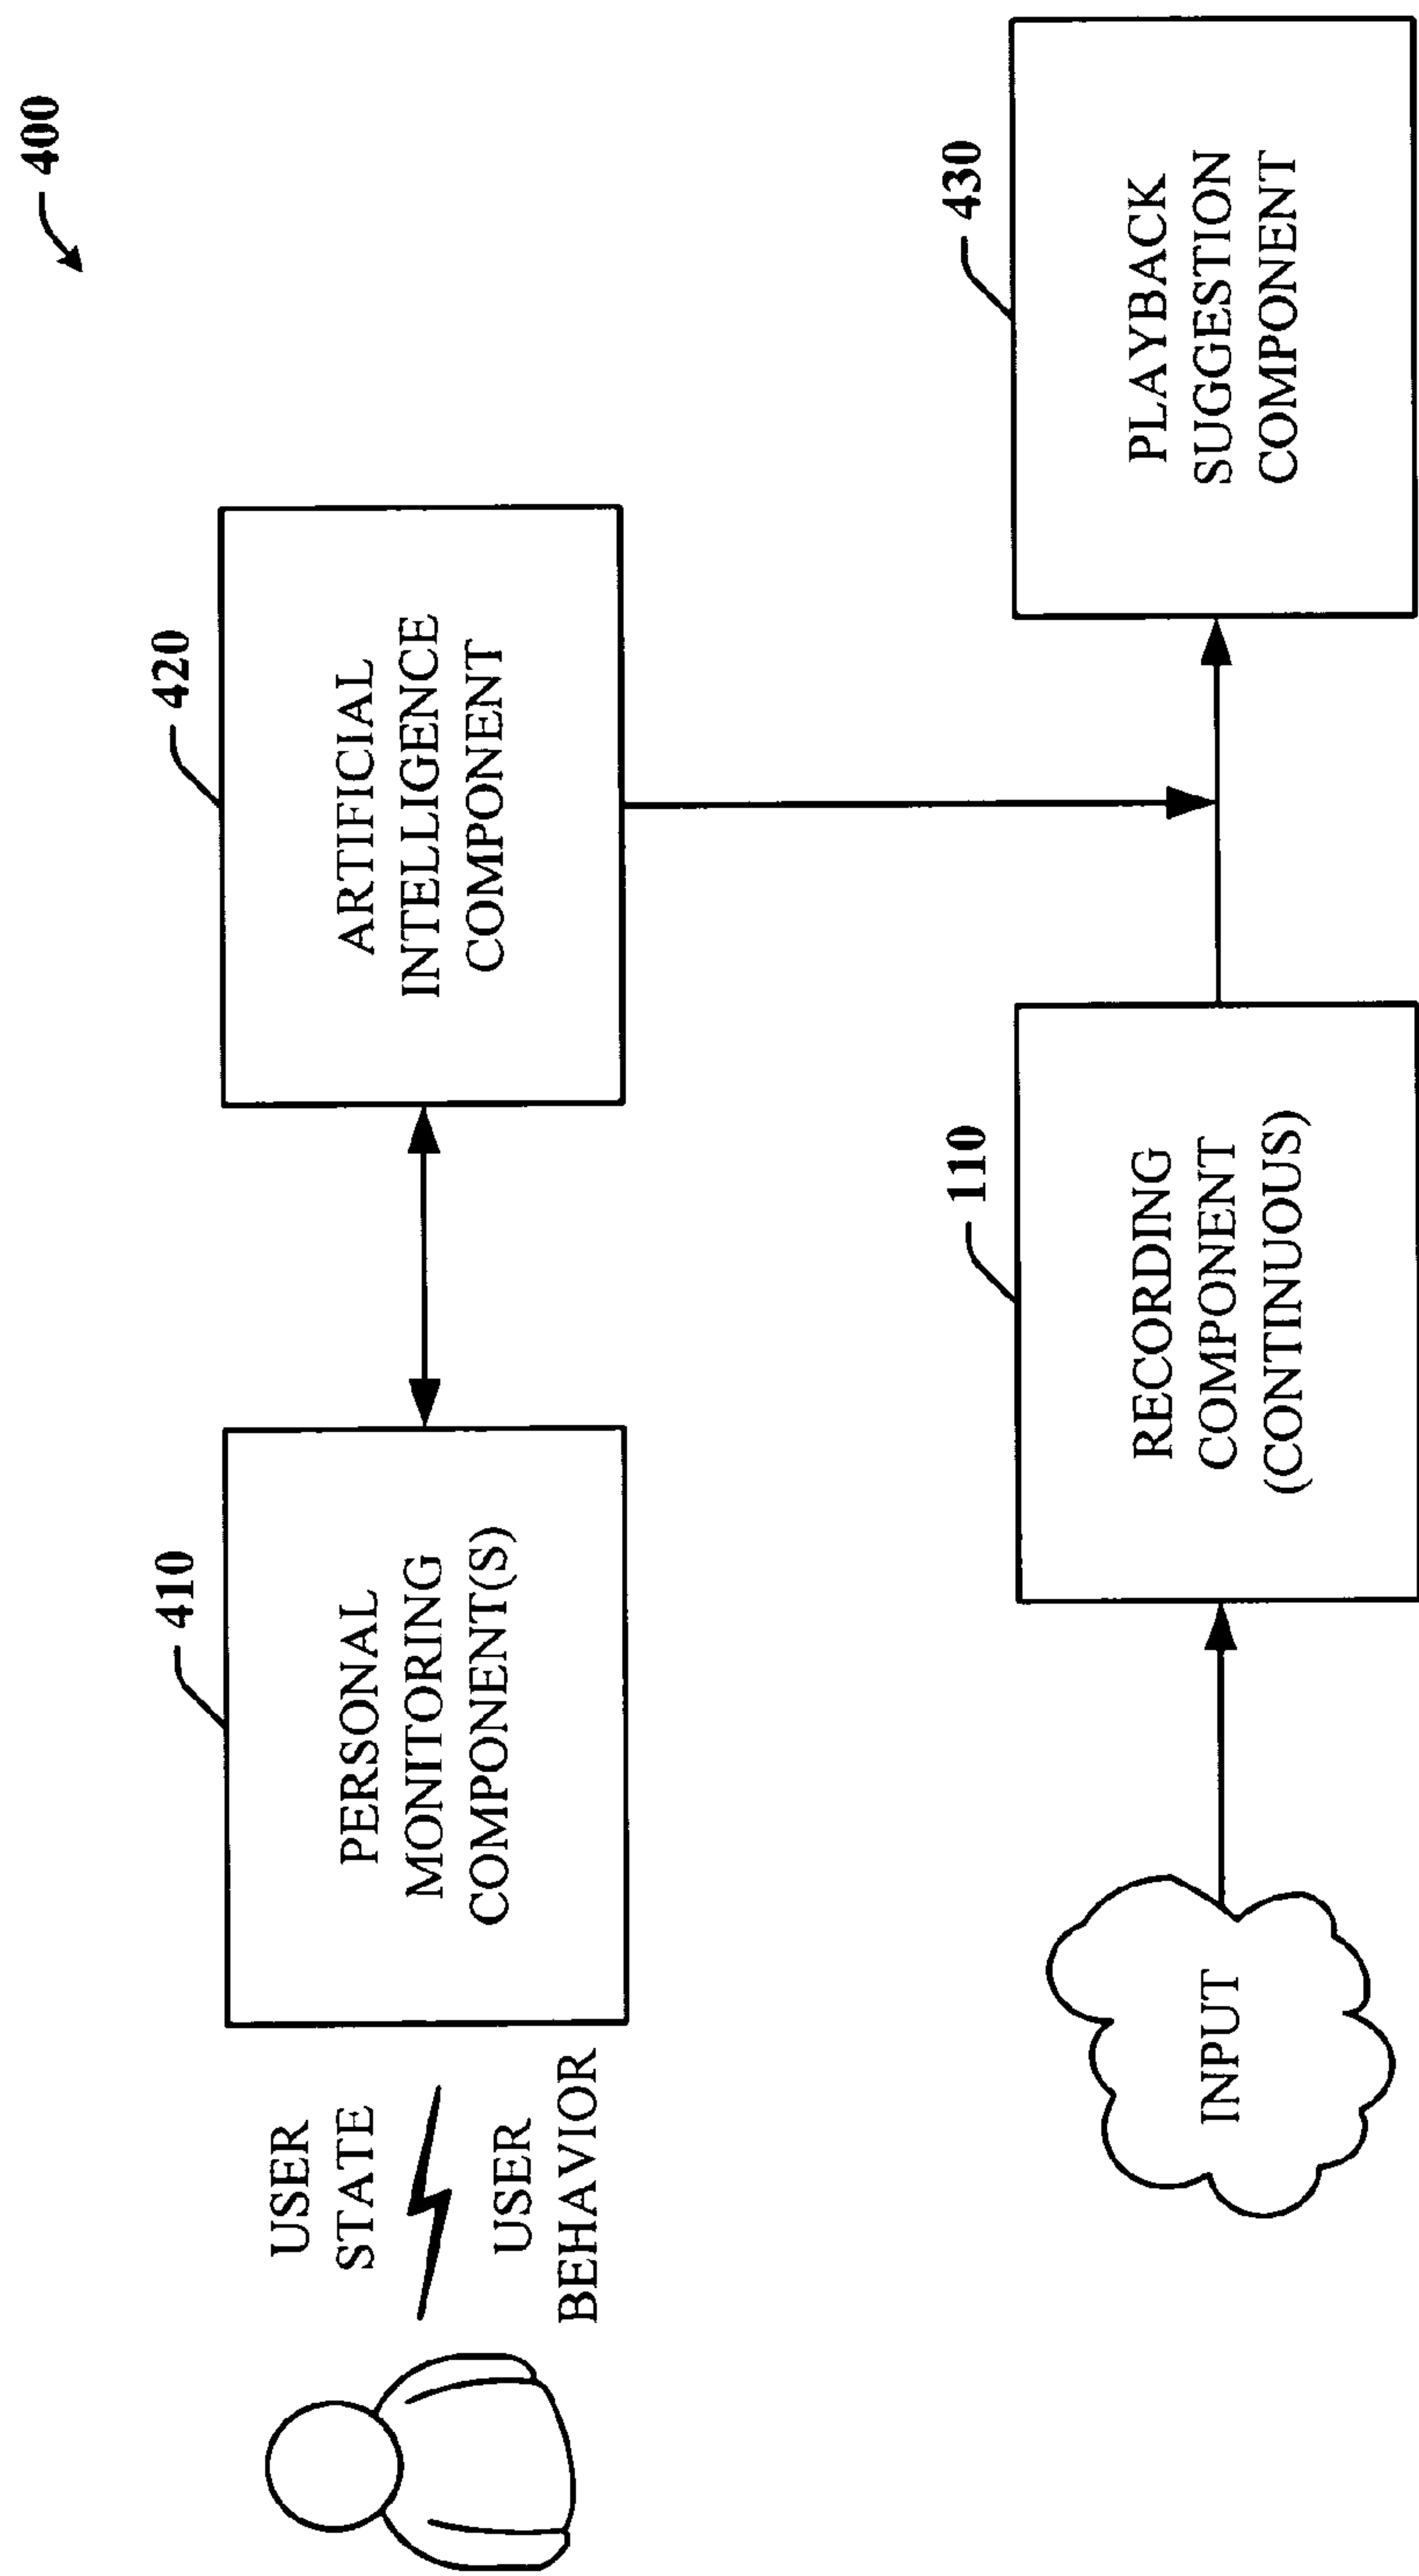 400
420
410
USER
STATE
USER
BEHAVIOR
PERSONAL
MONITORING
COMPONENT(S)
ARTIFICIAL
INTELLIGENCE
COMPONENT
110
430
INPUT
RECORDING
COMPONENT
(CONTINUOUS)
PLAYBACK
SUGGESTION
COMPONENT